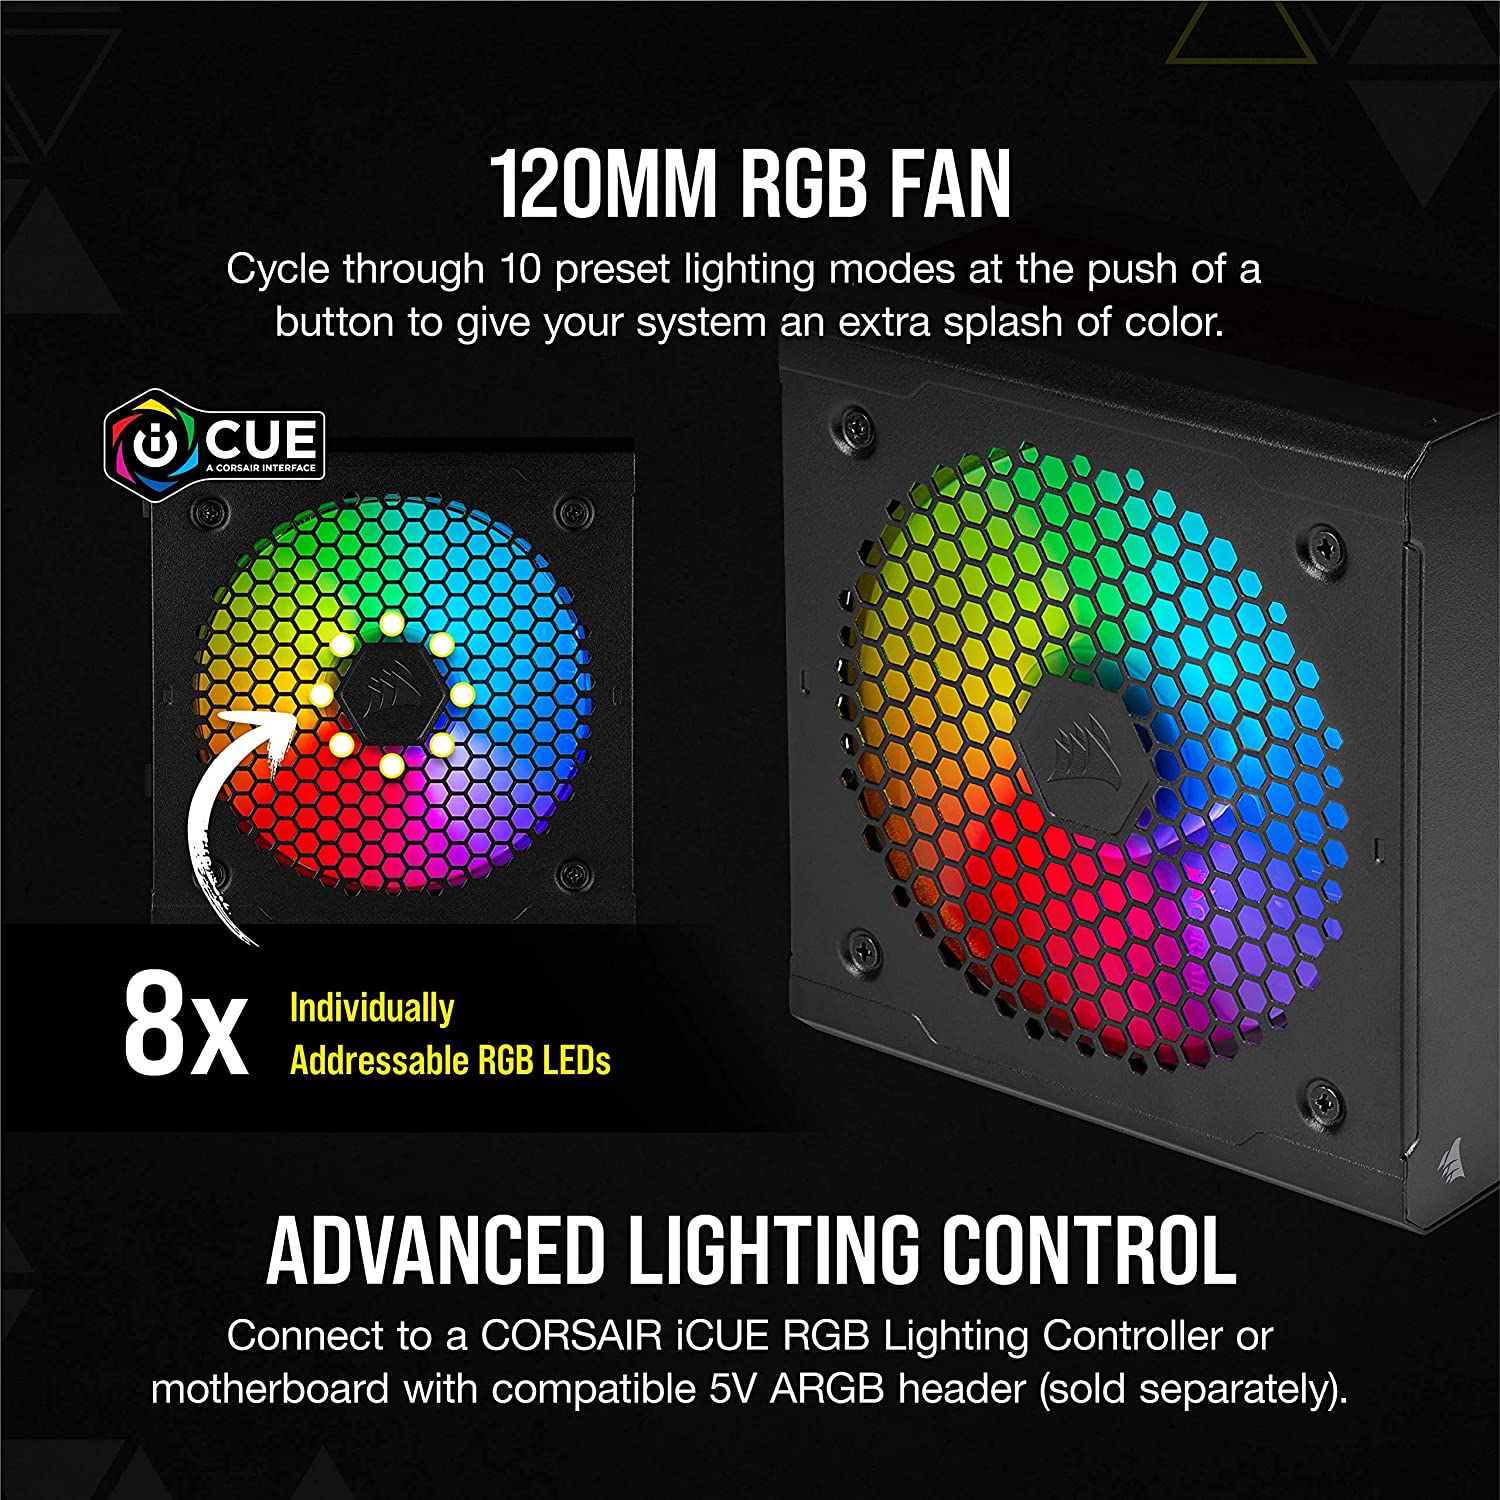 120MM RGB FAN
Cycle through 10 preset lighting modes at the push of a
button to give your system an extra splash of color.
i CUE
A CORSAIR INTERFACE
8x
Individually
Addressable RGB LEDs
CORSAIR
ADVANCED LIGHTING CONTROL
Connect to a CORSAIR iCUE RGB Lighting Controller or
motherboard with compatible 5V ARGB header (sold separately).